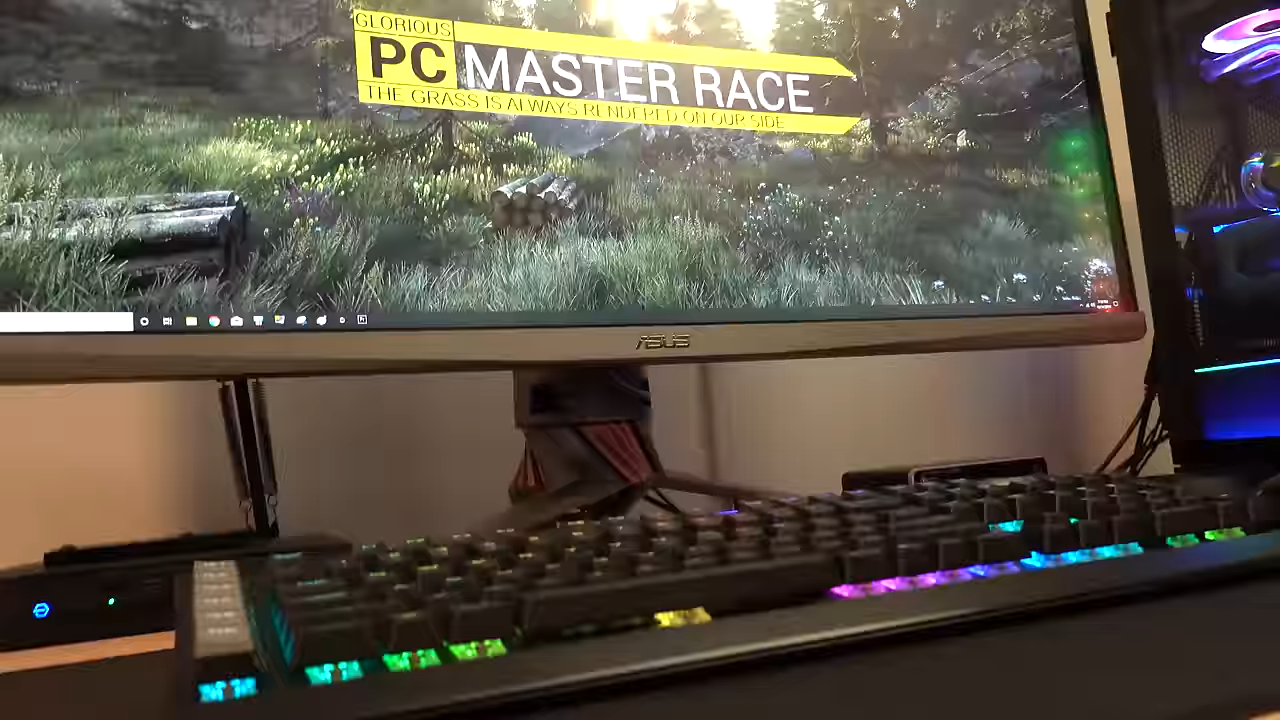 GLORIOUS
PC MASTER RACE
THE GRASS IS ALWAYS RENDERED ON OUR SIDE
ASUS